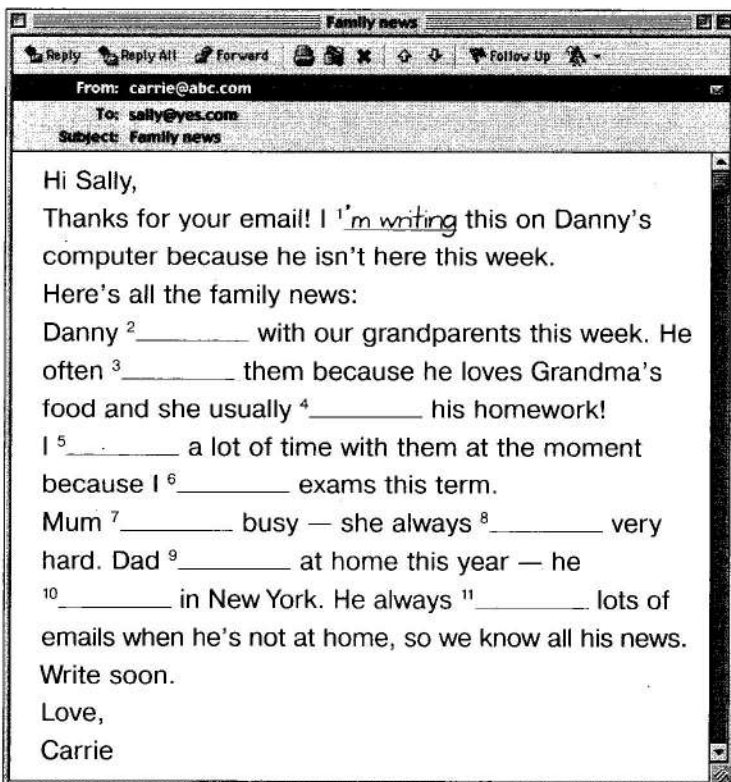 Family news
Reply Reply All Forward Follow Up
From: carrie@abc.com
To: sally@yes.com
Subject: Family news
Hi Sally,
Thanks for your email! I ¹'m writing this on Danny's
computer because he isn't here this week.
Here's all the family news:
Danny ²________ with our grandparents this week. He
often ³________ them because he loves Grandma's
food and she usually ⁴________ his homework!
I ⁵________ a lot of time with them at the moment
because I ⁶________ exams this term.
Mum ⁷________ busy — she always ⁸________ very
hard. Dad ⁹________ at home this year — he
¹⁰________ in New York. He always ¹¹________ lots of
emails when he's not at home, so we know all his news.
Write soon.
Love,
Carrie